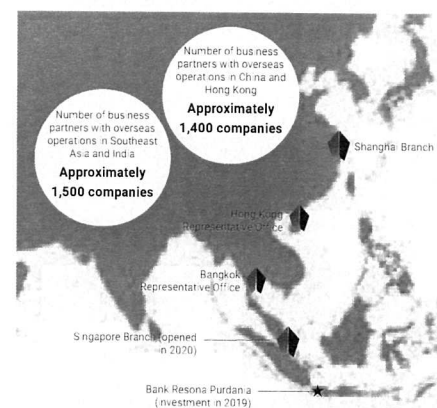 Number of business
partners with overseas
operations in China and
Hong Kong
Approximately
1,400 companies
Number of business
partners with overseas
operations in Southeast
Asia and India
Approximately
1,500 companies
Shanghai Branch
Hong Kong
Representative Office
Bangkok
Representative Office
Singapore Branch (opened
in 2020)
Bank Resona Purdania
(investment in 2019)